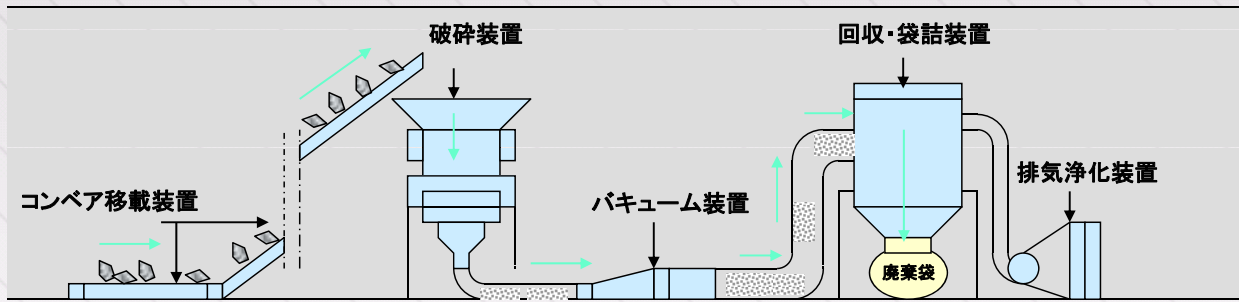 破砕装置
回収・袋詰装置
コンベア移載装置
バキューム装置
排気浄化装置
廃棄袋